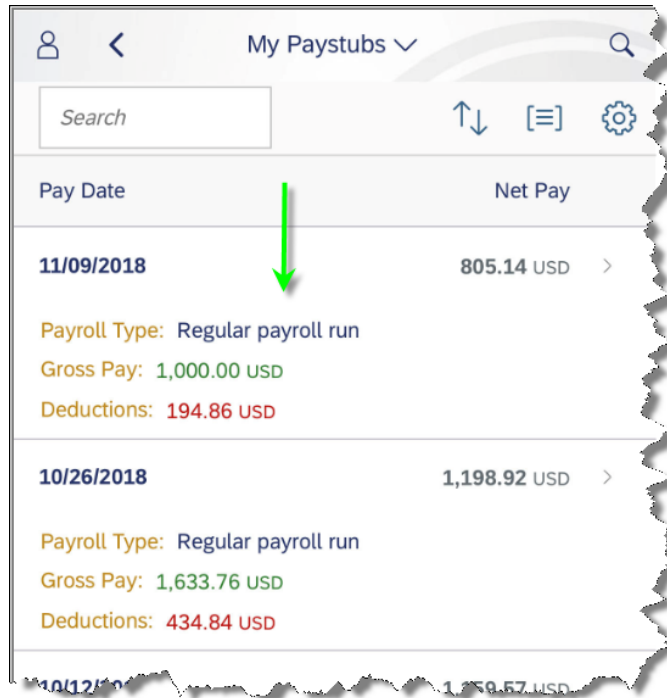 My Paystubs
Search
Pay Date Net Pay
11/09/2018 805.14 USD
Payroll Type: Regular payroll run
Gross Pay: 1,000.00 USD
Deductions: 194.86 USD
10/26/2018 1,198.92 USD
Payroll Type: Regular payroll run
Gross Pay: 1,633.76 USD
Deductions: 434.84 USD
USD